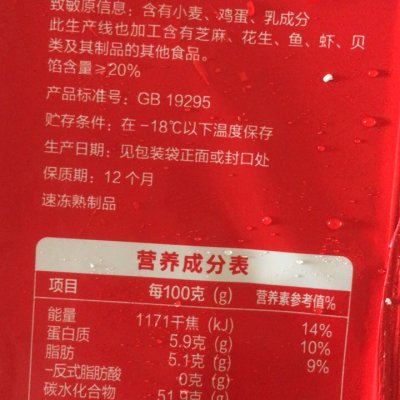 致敏原信息：含有小麦、鸡蛋、乳成分
此生产线也加工含有芝麻、花生、鱼、虾、贝
类及其制品的其他食品。
馅含量≥20%
产品标准号：GB 19295
贮存条件：在 -18℃以下温度保存
生产日期：见包装袋正面或封口处
保质期：12 个月
速冻熟制品
营养成分表
项目 每100克 (g) 营养素参考值%
能量 1171千焦 (kJ) 14%
蛋白质 5.9克 (g) 10%
脂肪 5.1克 (g) 9%
-反式脂肪酸 0克 (g)
碳水化合物 (g)